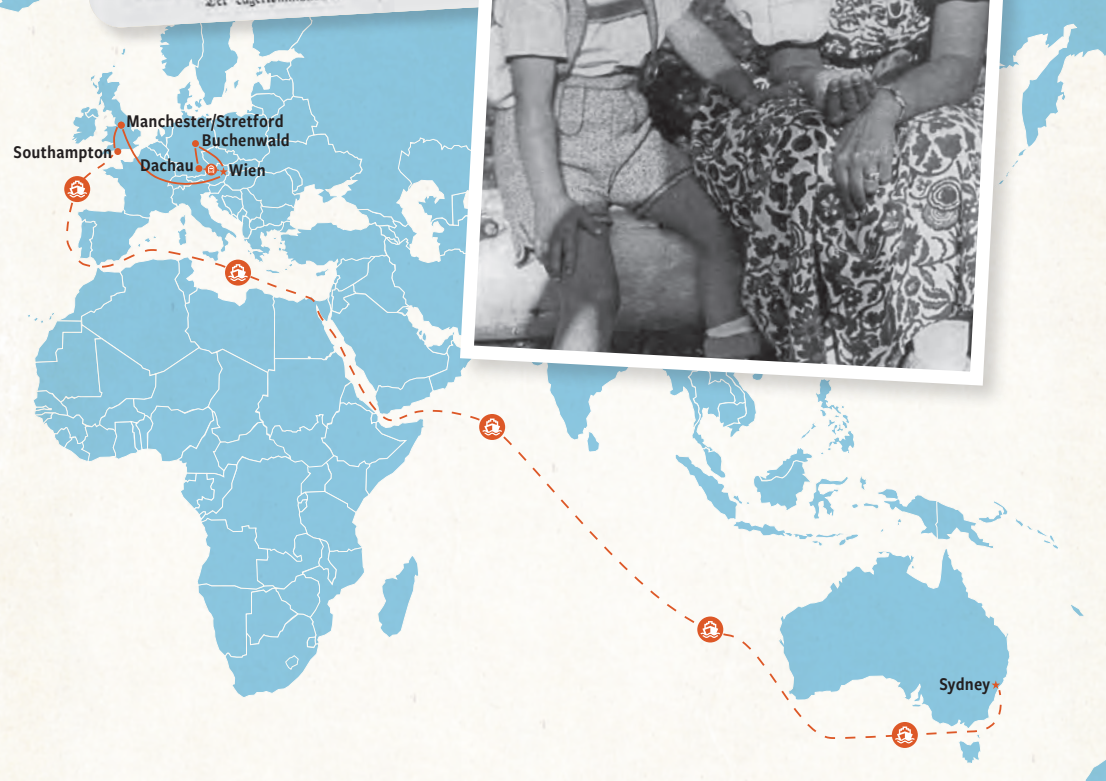 Manchester/Stretford
Buchenwald
Southampton
Dachau
Wien
Sydney